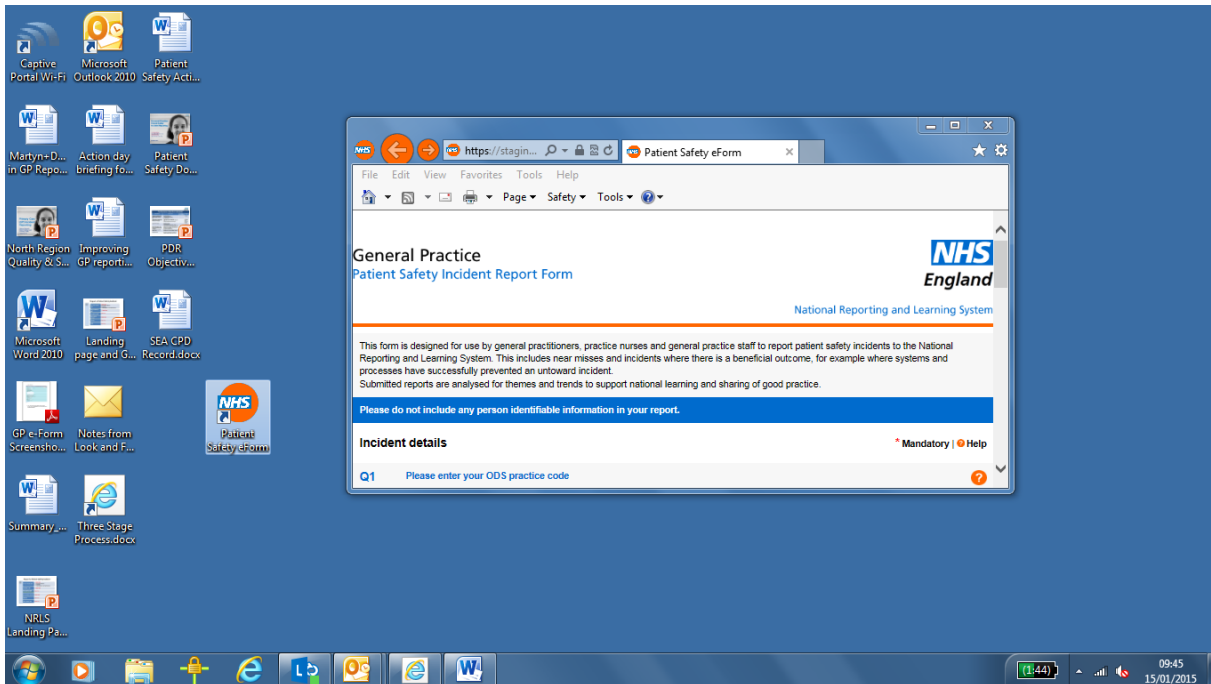 Captive
Portal Wi-Fi
Microsoft
Outlook 2010
Patient
Safety Acti...
Martyn+D...
in GP Repo...
Action day
briefing fo...
Patient
Safety Do...
North Region
Quality & S...
Improving
GP reporti...
PDR
Objectiv...
Microsoft
Word 2010
Landing
page and G...
SEA CPD
Record.docx
GP e-Form
Screensho...
Notes from
Look and F...
NHS
Patient
Safety eForm
Summary_...
Three Stage
Process.docx
NRLS
Landing Pa...
NHS
https://stagin...
Patient Safety eForm
File Edit View Favorites Tools Help
Page Safety Tools
General Practice
Patient Safety Incident Report Form
NHS
England
National Reporting and Learning System
This form is designed for use by general practitioners, practice nurses and general practice staff to report patient safety incidents to the National
Reporting and Learning System. This includes near misses and incidents where there is a beneficial outcome, for example where systems and
processes have successfully prevented an untoward incident.
Submitted reports are analysed for themes and trends to support national learning and sharing of good practice.
Please do not include any person identifiable information in your report.
Incident details
* Mandatory | ? Help
Q1 Please enter your ODS practice code ?
(1:44)
09:45
15/01/2015